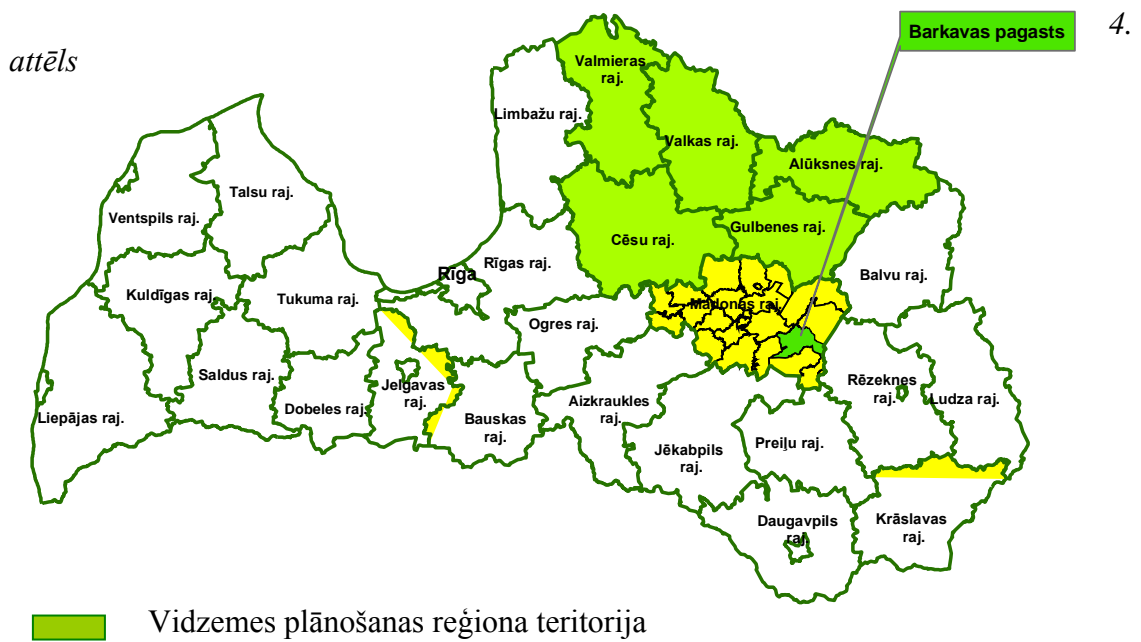 Barkavas pagasts
4.
attēls
Valmieras
raj.
Limbažu raj.
Valkas raj.
Alūksnes raj.
Talsu raj.
Ventspils raj.
Gulbenes raj.
Cēsu raj.
Rīgas raj.
Rīga
Balvu raj.
Kuldīgas raj.
Tukuma raj.
Madonas raj.
Ogres raj.
Saldus raj.
Jelgavas
raj.
Rēzeknes
raj.
Ludza raj.
Liepājas raj.
Dobeles raj.
Bauskas
raj.
Aizkraukles
raj.
Jēkabpils
raj.
Preiļu raj.
Daugavpils
raj.
Krāslavas
raj.
Vidzemes plānošanas reģiona teritorija